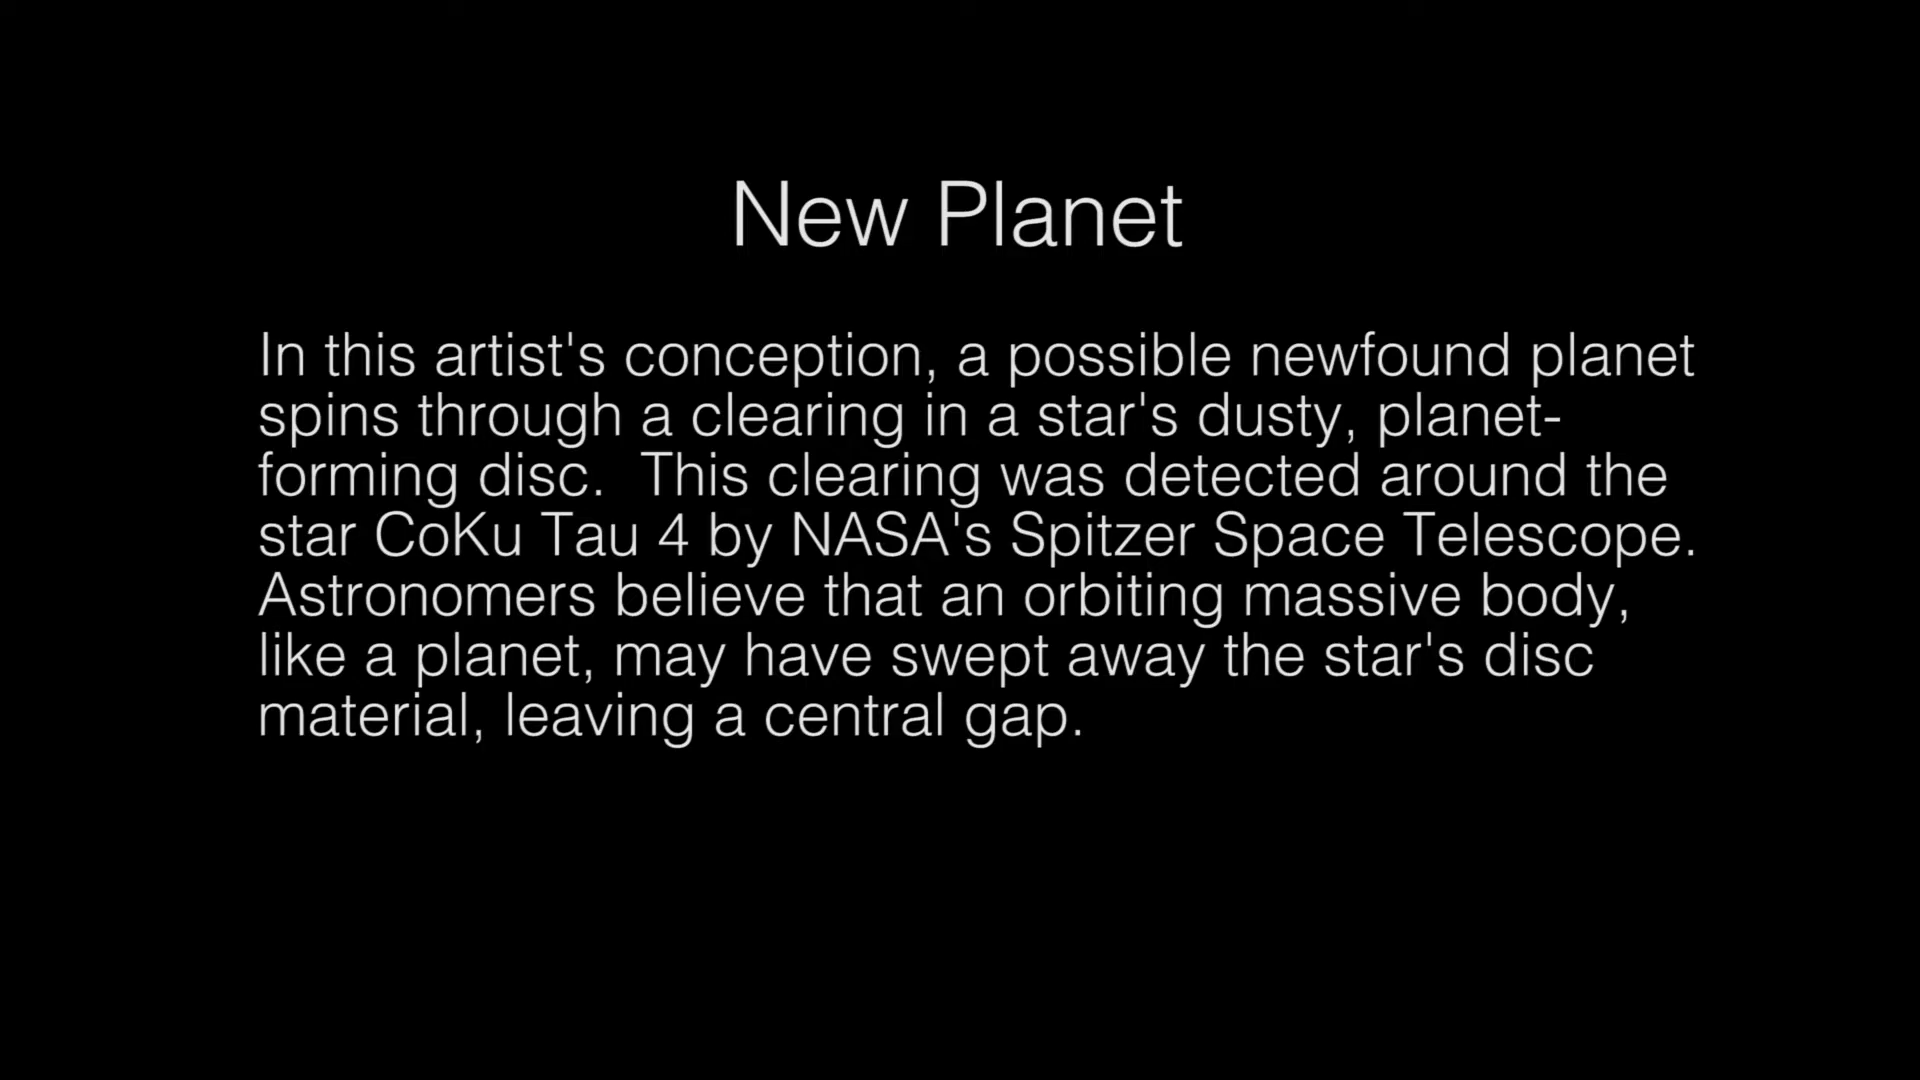 New Planet
In this artist's conception, a possible newfound planet
spins through a clearing in a star's dusty, planet-
forming disc.  This clearing was detected around the
star CoKu Tau 4 by NASA's Spitzer Space Telescope.
Astronomers believe that an orbiting massive body,
like a planet, may have swept away the star's disc
material, leaving a central gap.